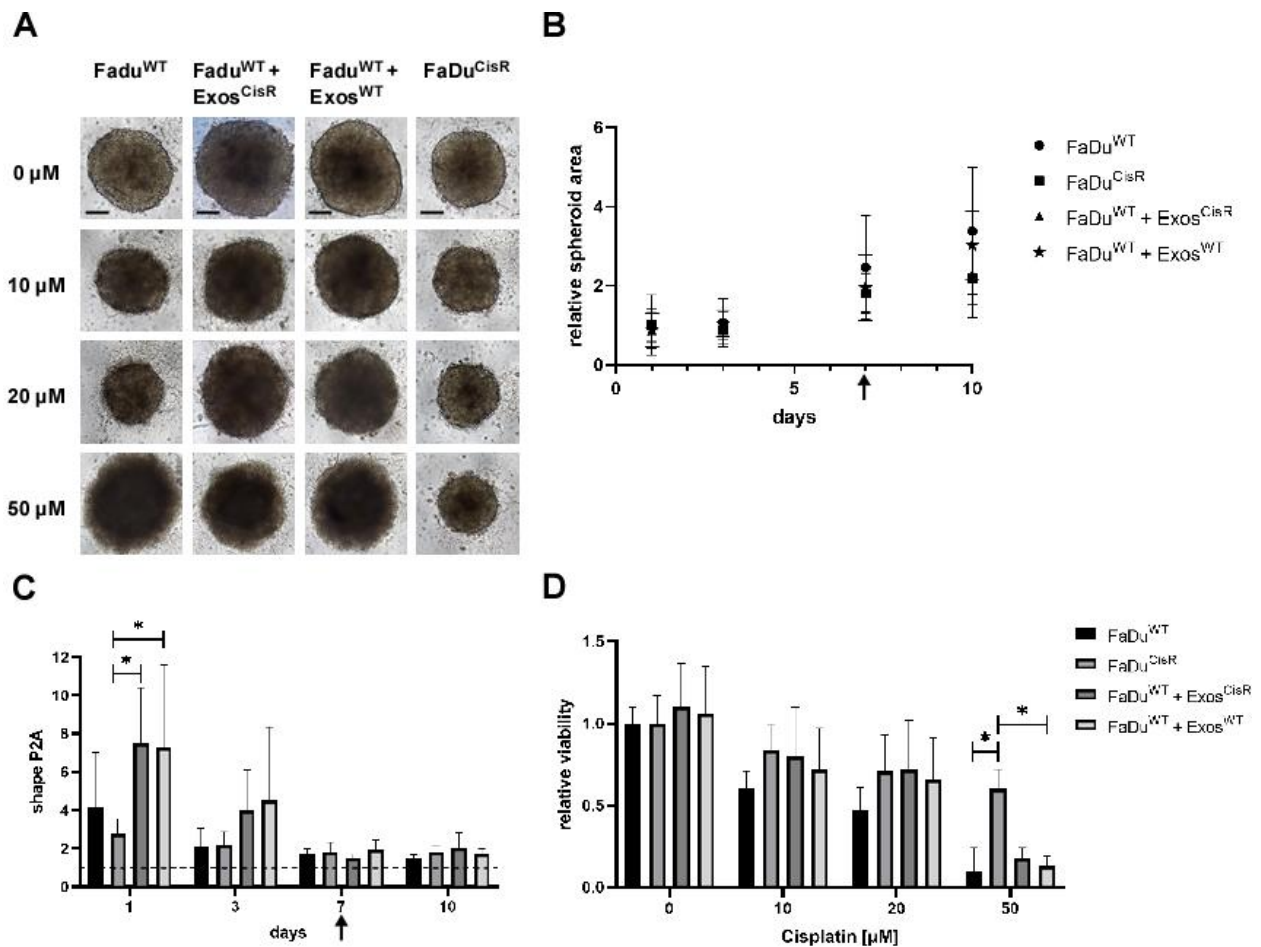 A
Fadu^WT
Fadu^WT +
Exos^CisR
Fadu^WT +
Exos^WT
FaDu^CisR
0 µM
10 µM
20 µM
50 µM
B
6
4
2
0
relative spheroid area
0
5
10
days
FaDu^WT
FaDu^CisR
FaDu^WT + Exos^CisR
FaDu^WT + Exos^WT
C
*
*
12
10
8
6
4
2
0
shape P2A
1
3
7
10
days
D
1.5
1.0
0.5
0.0
relative viability
*
*
0
10
20
50
Cisplatin [µM]
FaDu^WT
FaDu^CisR
FaDu^WT + Exos^CisR
FaDu^WT + Exos^WT